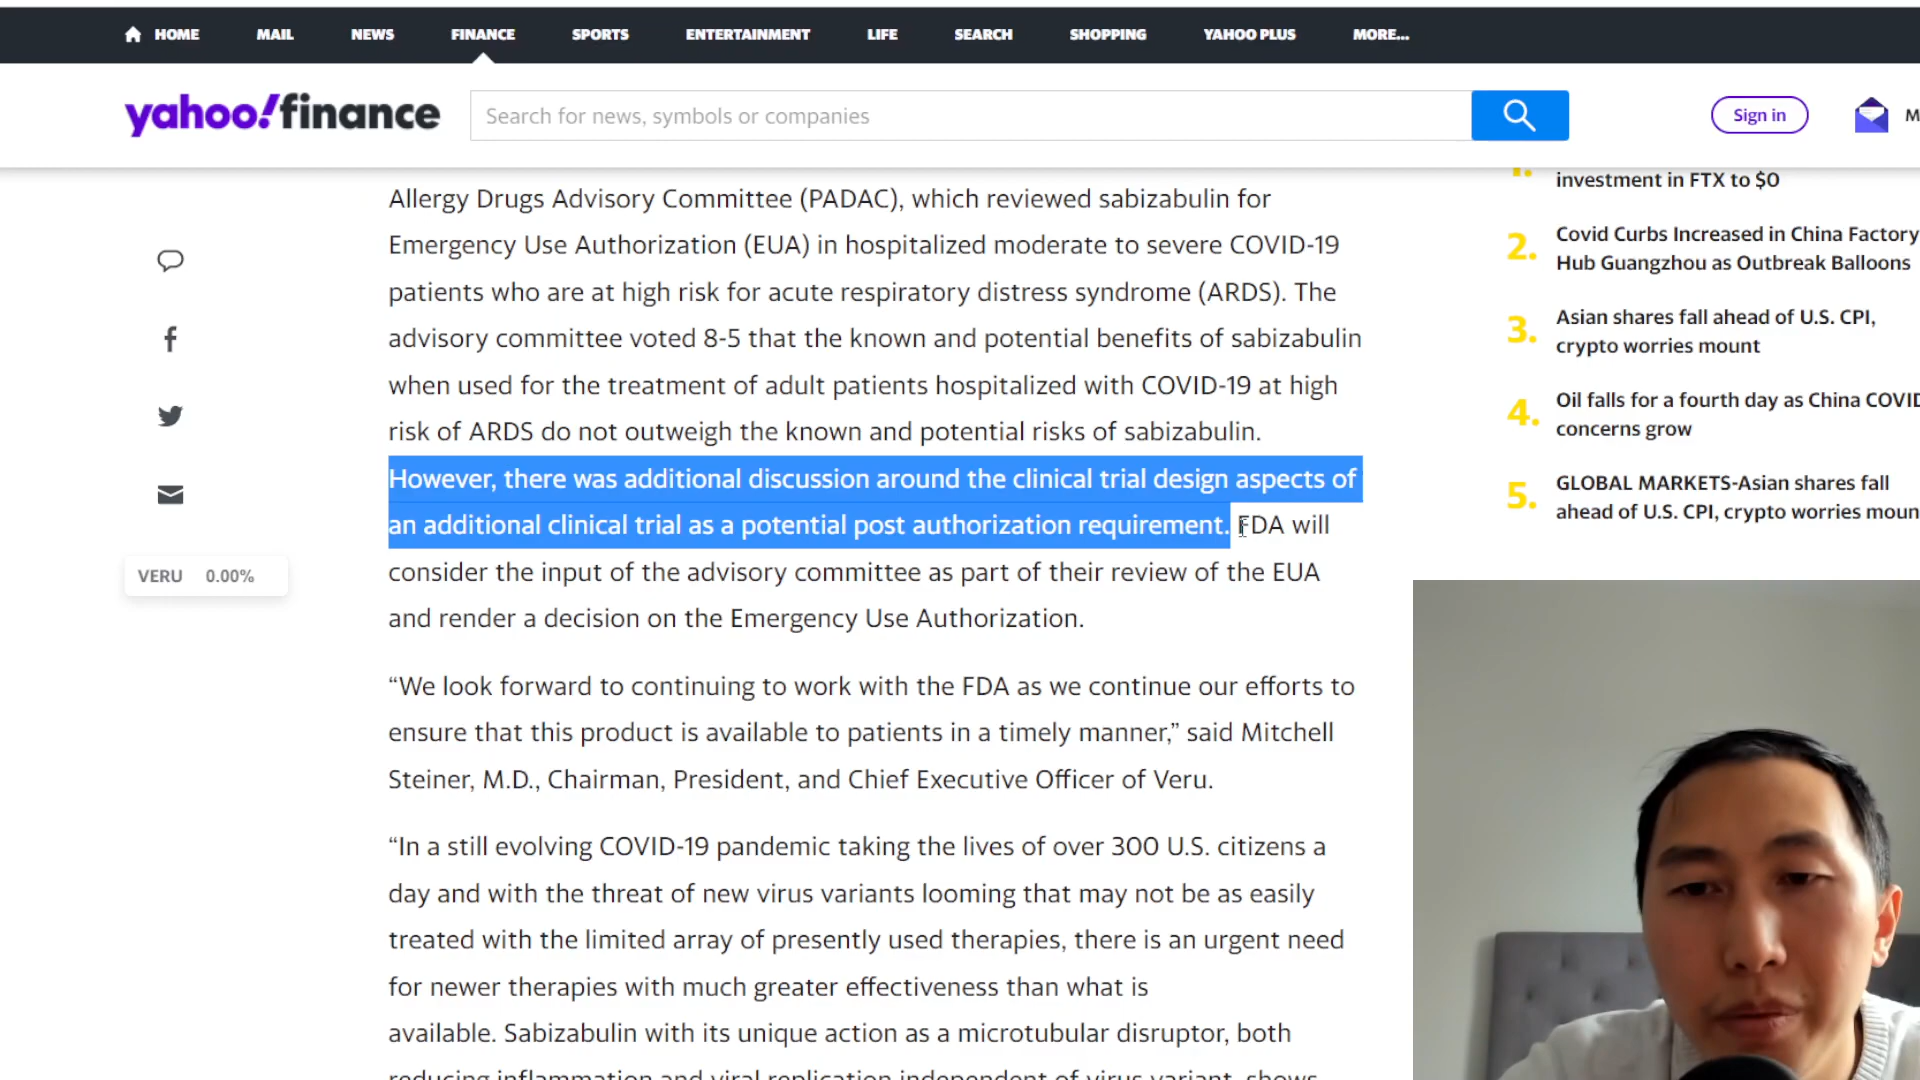 HOME MAIL NEWS FINANCE SPORTS ENTERTAINMENT LIFE SEARCH SHOPPING YAHOO PLUS MORE...
yahoo!finance
Search for news, symbols or companies
Sign in
M
Allergy Drugs Advisory Committee (PADAC), which reviewed sabizabulin for
Emergency Use Authorization (EUA) in hospitalized moderate to severe COVID-19
patients who are at high risk for acute respiratory distress syndrome (ARDS). The
advisory committee voted 8-5 that the known and potential benefits of sabizabulin
when used for the treatment of adult patients hospitalized with COVID-19 at high
risk of ARDS do not outweigh the known and potential risks of sabizabulin.
However, there was additional discussion around the clinical trial design aspects of
an additional clinical trial as a potential post authorization requirement. FDA will
consider the input of the advisory committee as part of their review of the EUA
and render a decision on the Emergency Use Authorization.
“We look forward to continuing to work with the FDA as we continue our efforts to
ensure that this product is available to patients in a timely manner,” said Mitchell
Steiner, M.D., Chairman, President, and Chief Executive Officer of Veru.
“In a still evolving COVID-19 pandemic taking the lives of over 300 U.S. citizens a
day and with the threat of new virus variants looming that may not be as easily
treated with the limited array of presently used therapies, there is an urgent need
for newer therapies with much greater effectiveness than what is
available. Sabizabulin with its unique action as a microtubular disruptor, both
reducing inflammation and viral replication independent of virus variant, shows
VERU 0.00%
1.
investment in FTX to $0
2. Covid Curbs Increased in China Factory
Hub Guangzhou as Outbreak Balloons
3. Asian shares fall ahead of U.S. CPI,
crypto worries mount
4. Oil falls for a fourth day as China COVID
concerns grow
5. GLOBAL MARKETS-Asian shares fall
ahead of U.S. CPI, crypto worries moun